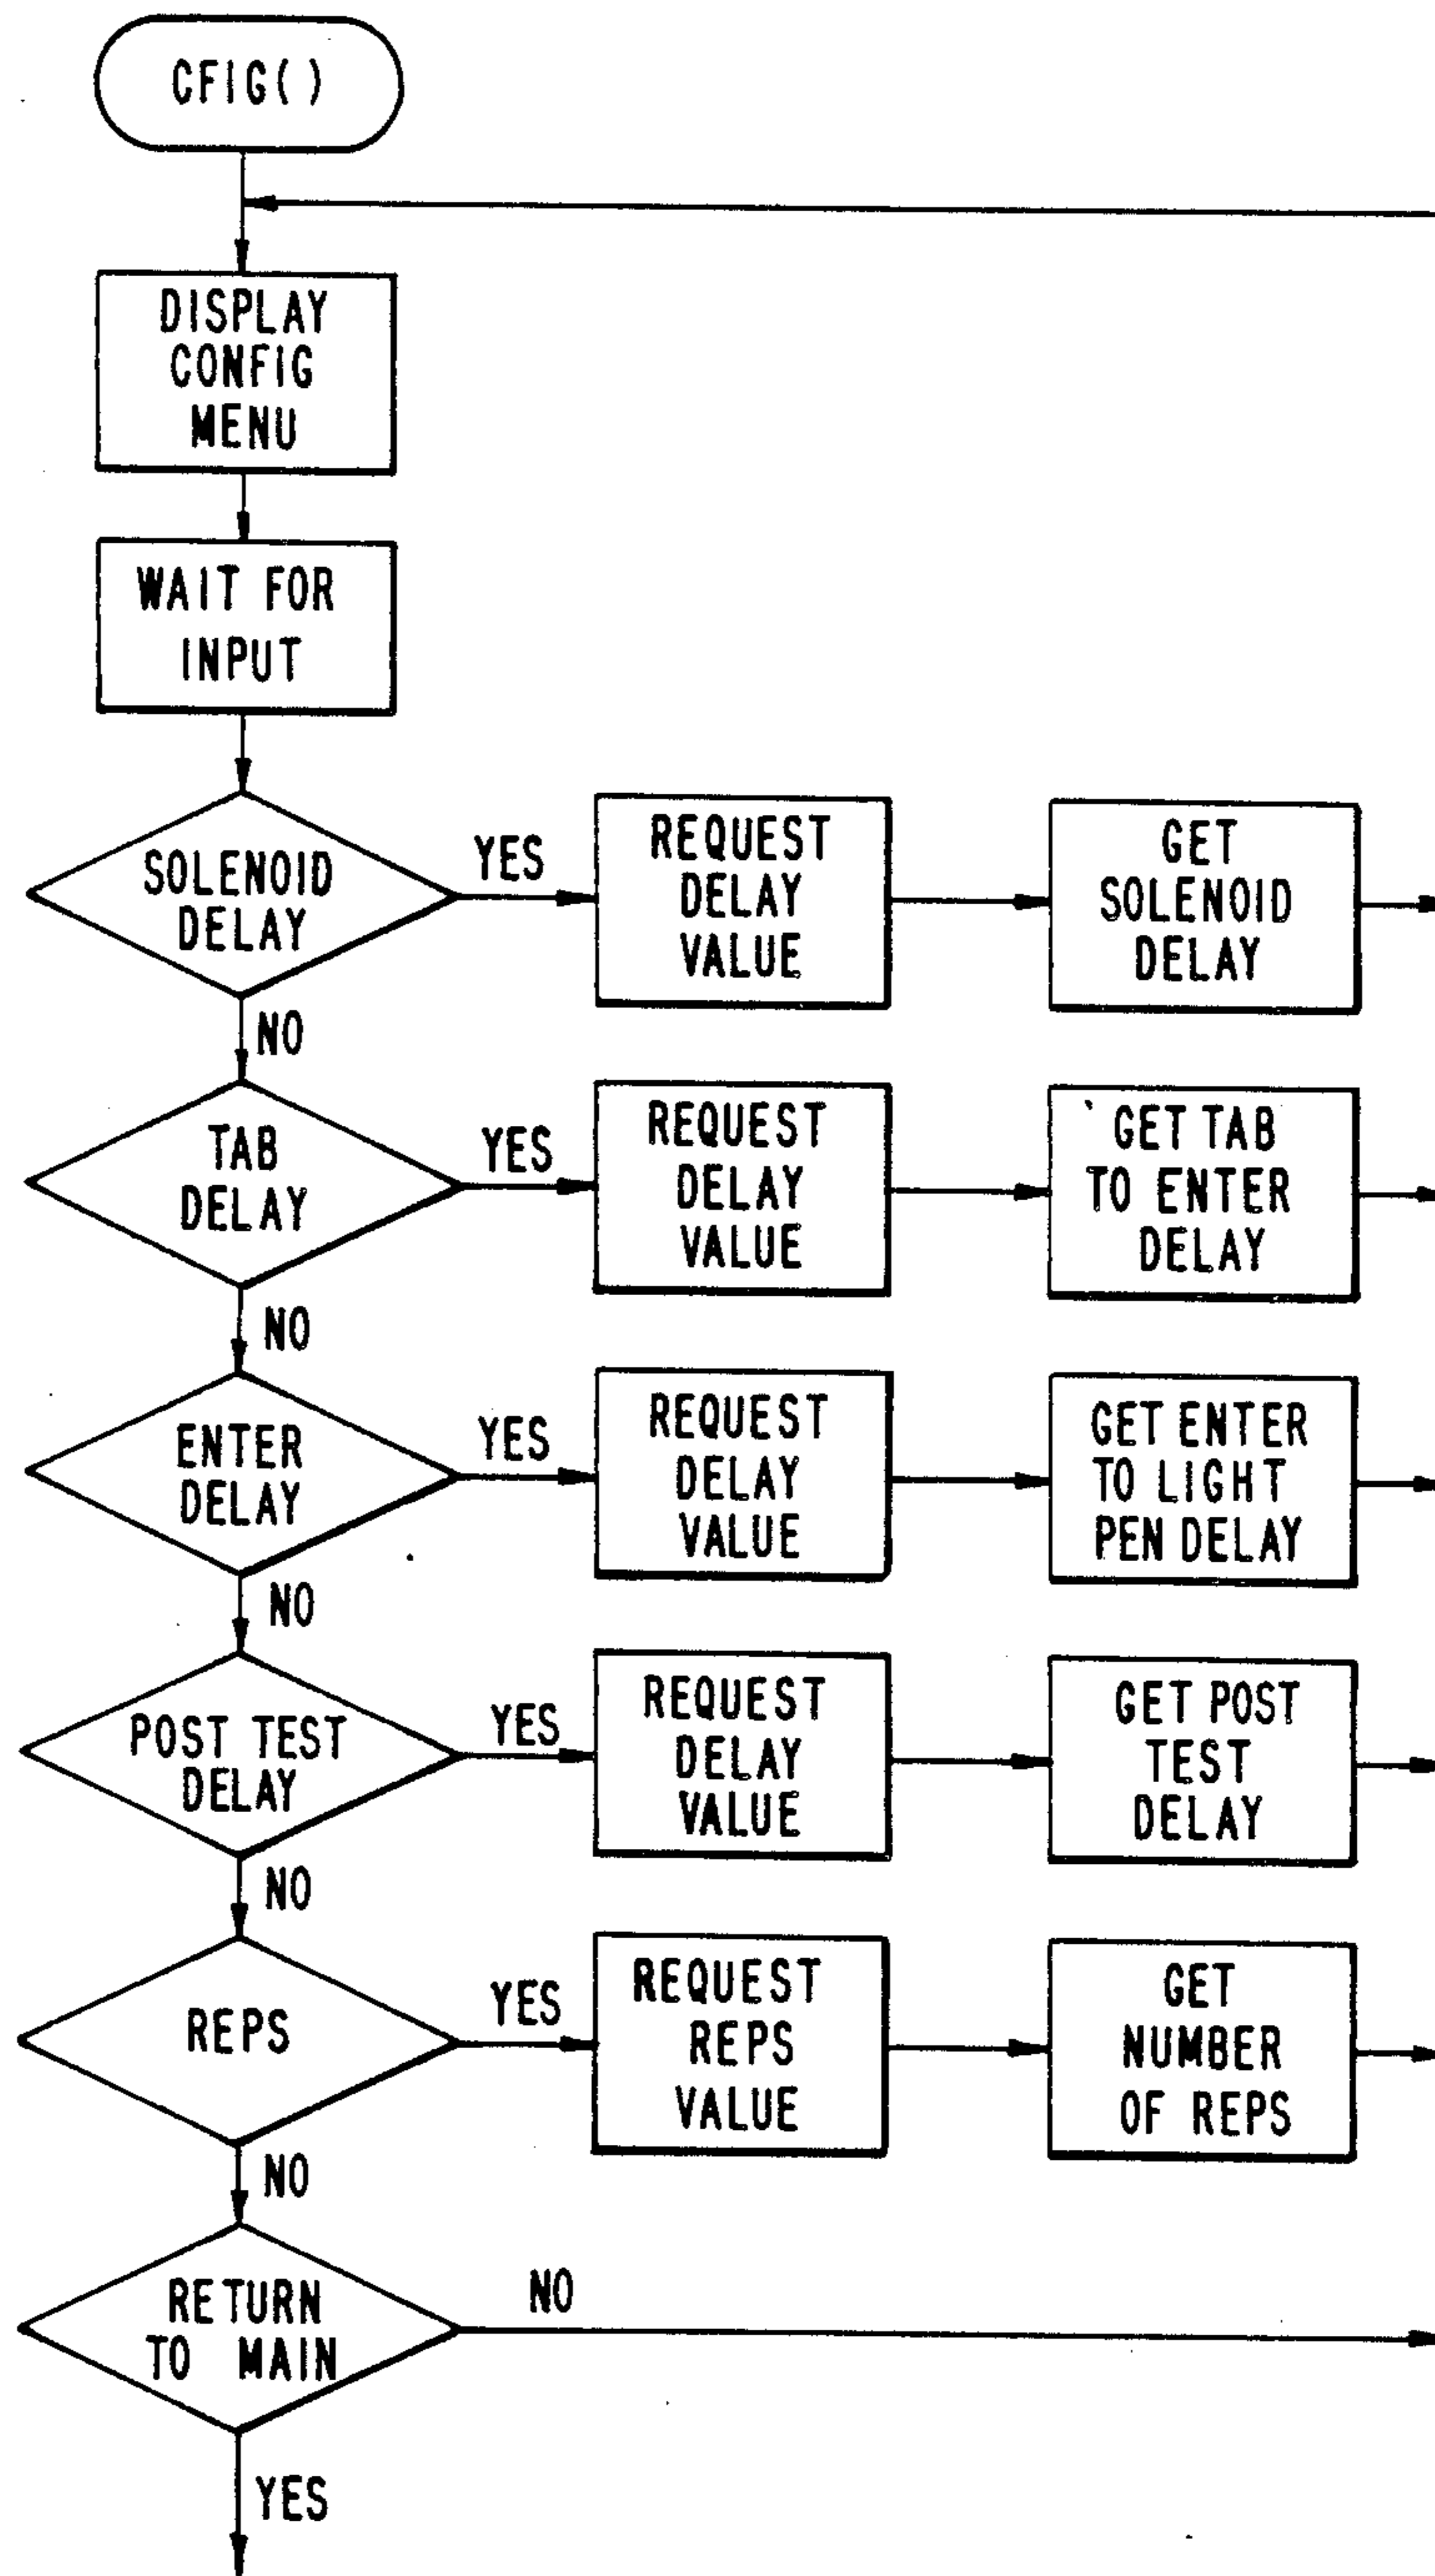 CFIG()
DISPLAY
CONFIG
MENU
WAIT FOR
INPUT
SOLENOID
DELAY
YES
REQUEST
DELAY
VALUE
GET
SOLENOID
DELAY
NO
TAB
DELAY
YES
REQUEST
DELAY
VALUE
GET TAB
TO ENTER
DELAY
NO
ENTER
DELAY
YES
REQUEST
DELAY
VALUE
GET ENTER
TO LIGHT
PEN DELAY
NO
POST TEST
DELAY
YES
REQUEST
DELAY
VALUE
GET POST
TEST
DELAY
NO
REPS
YES
REQUEST
REPS
VALUE
GET
NUMBER
OF REPS
NO
RETURN
TO MAIN
NO
YES